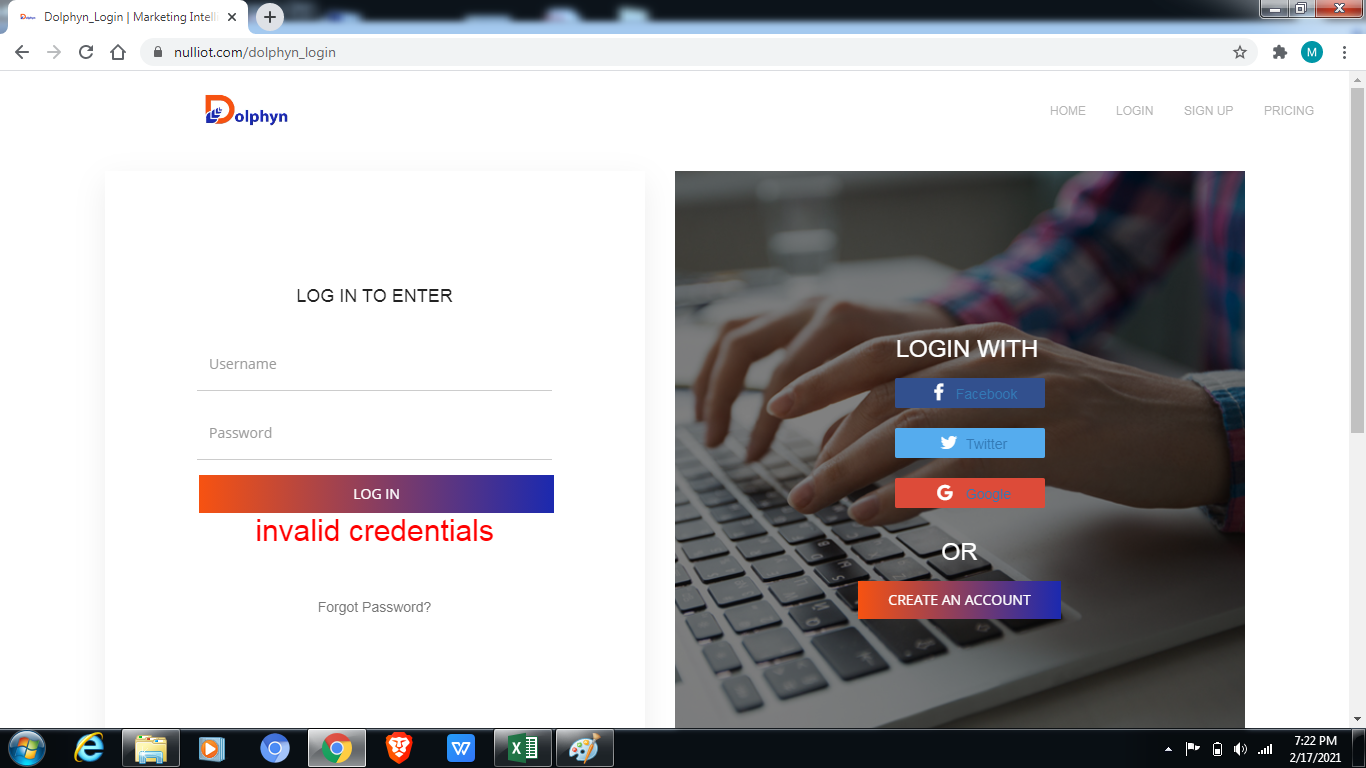 Dolphyn_Login | Marketing Intelli
M
nulliot.com/dolphyn_login
Dolphyn
HOME
LOGIN
SIGN UP
PRICING
LOG IN TO ENTER
Username
Password
LOG IN
invalid credentials
Forgot Password?
LOGIN WITH
Facebook
Twitter
Google
OR
CREATE AN ACCOUNT
7:22 PM
2/17/2021